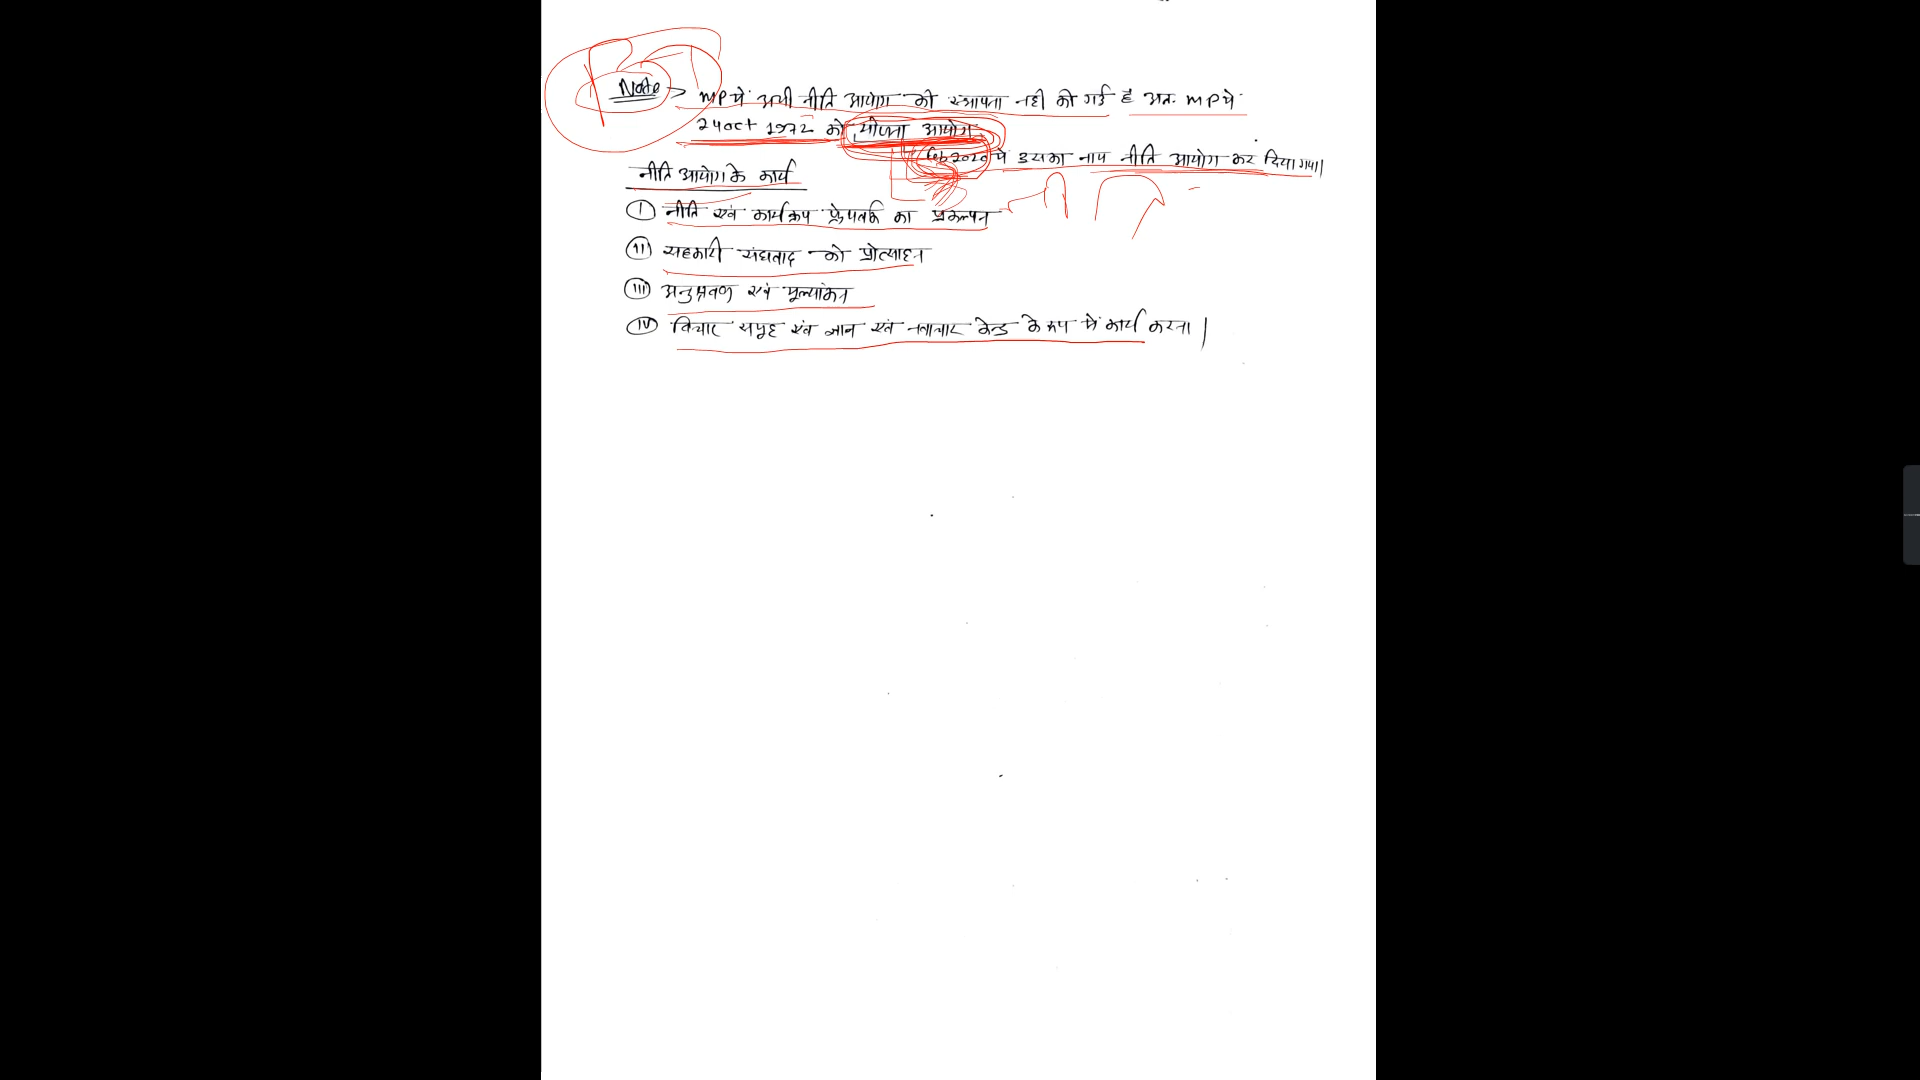 Note → MP में अभी नीति आयोग की स्थापना नही की गई है अतः MP में
24 Oct 1972 को योजना आयोग
Feb 2020 में उसका नाम नीति आयोग कर दिया गया|
नीति आयोग के कार्य
(I) नीति एवं कार्यक्रम फ्रेमवर्क का प्रकल्पन
(II) सहकारी संघवाद को प्रोत्साहन
(III) अनुश्रवण एवं मूल्यांकन
(IV) विचार समूह एवं ज्ञान एवं नवाचार केन्द्र के रूप में कार्य करना |